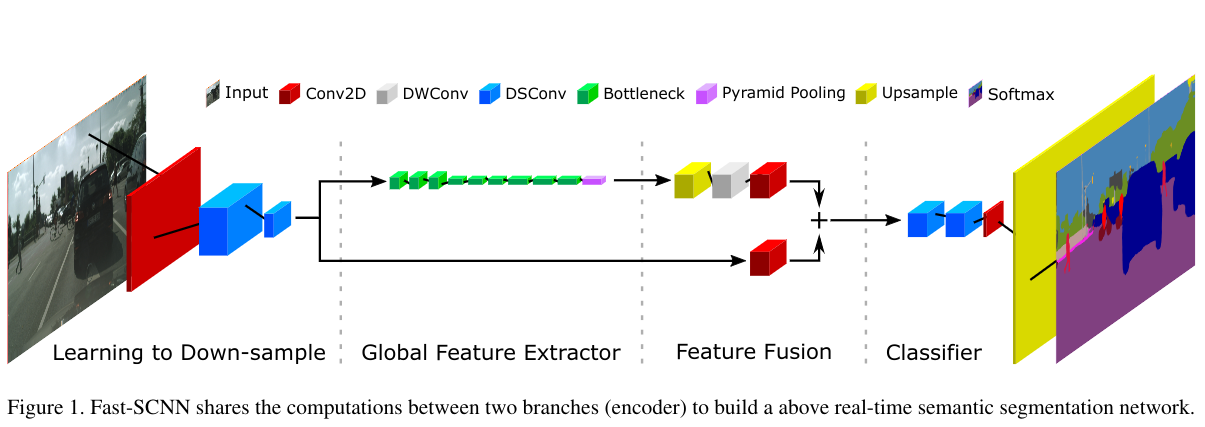 Input Conv2D DWConv DSConv Bottleneck Pyramid Pooling Upsample Softmax
+
Learning to Down-sample Global Feature Extractor Feature Fusion Classifier
Figure 1. Fast-SCNN shares the computations between two branches (encoder) to build a above real-time semantic segmentation network.